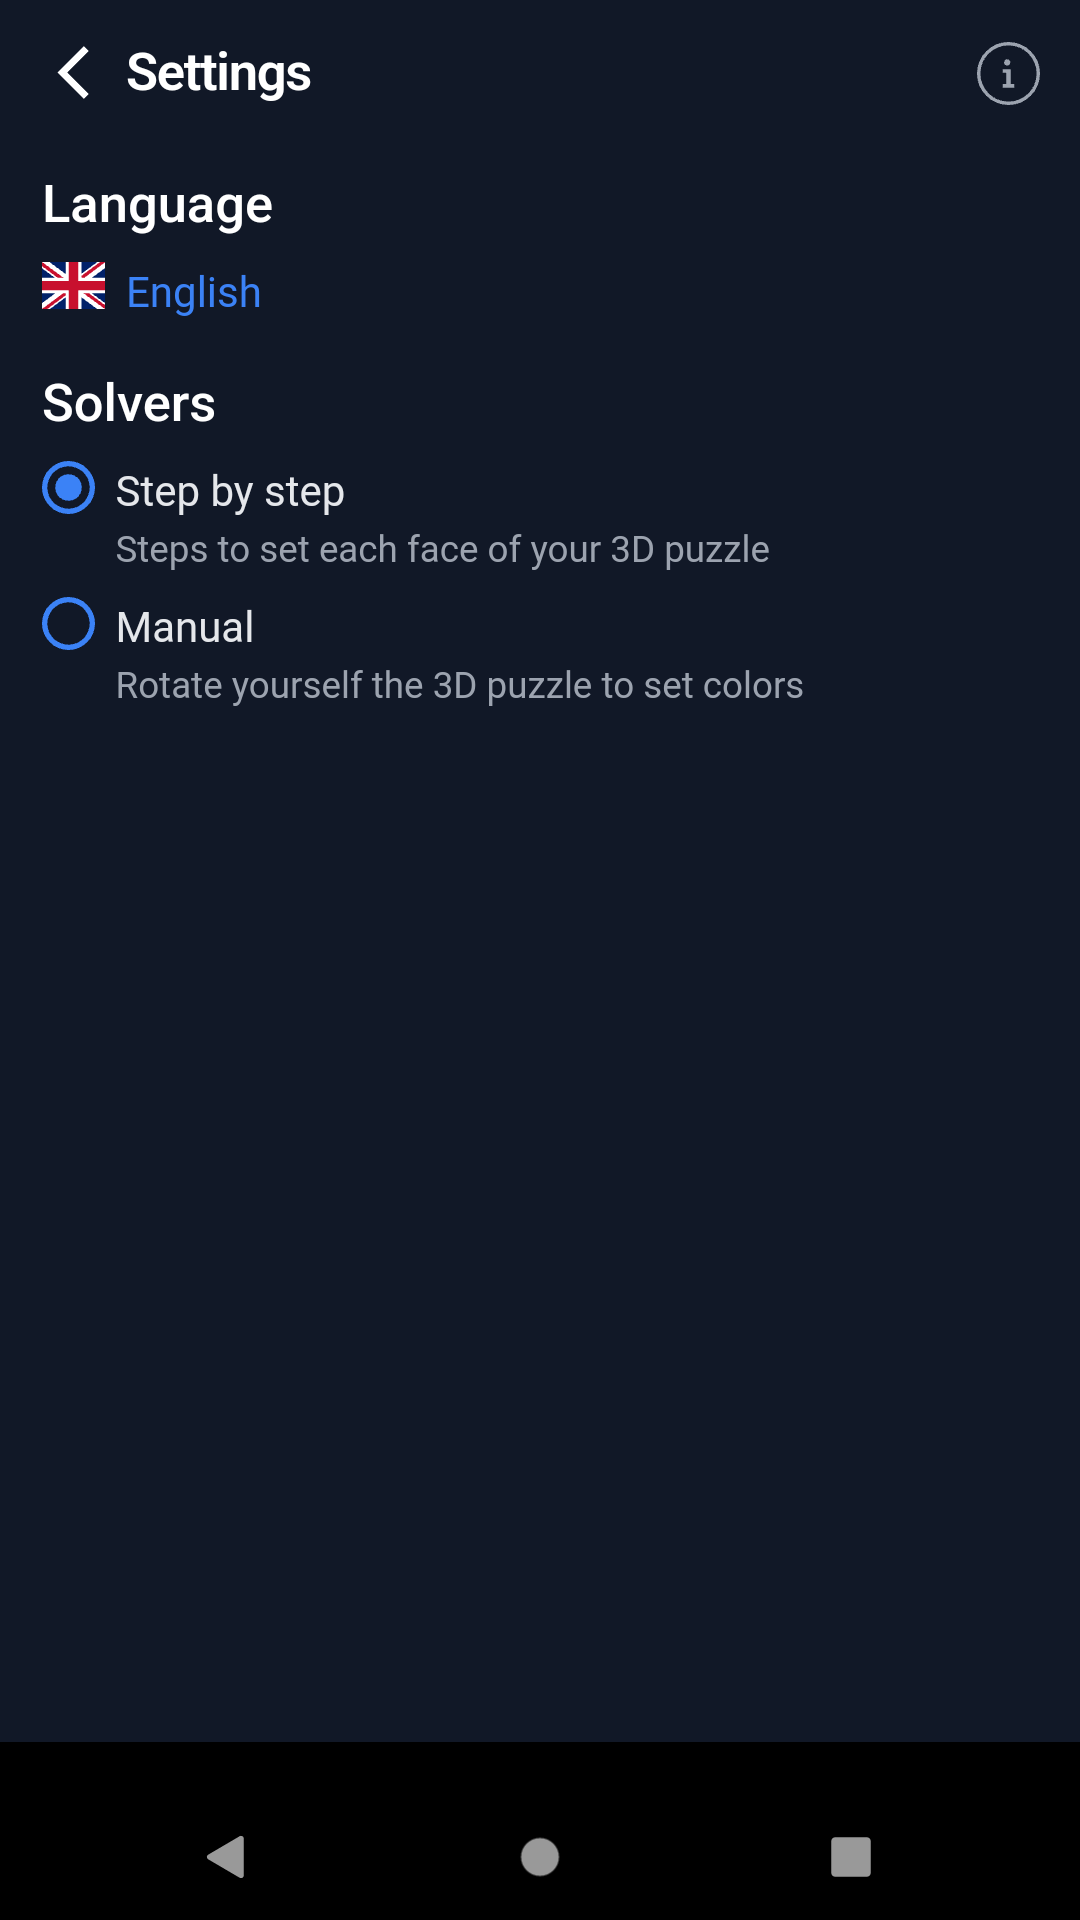 Settings
Language
English
Solvers
Step by step
Steps to set each face of your 3D puzzle
Manual
Rotate yourself the 3D puzzle to set colors